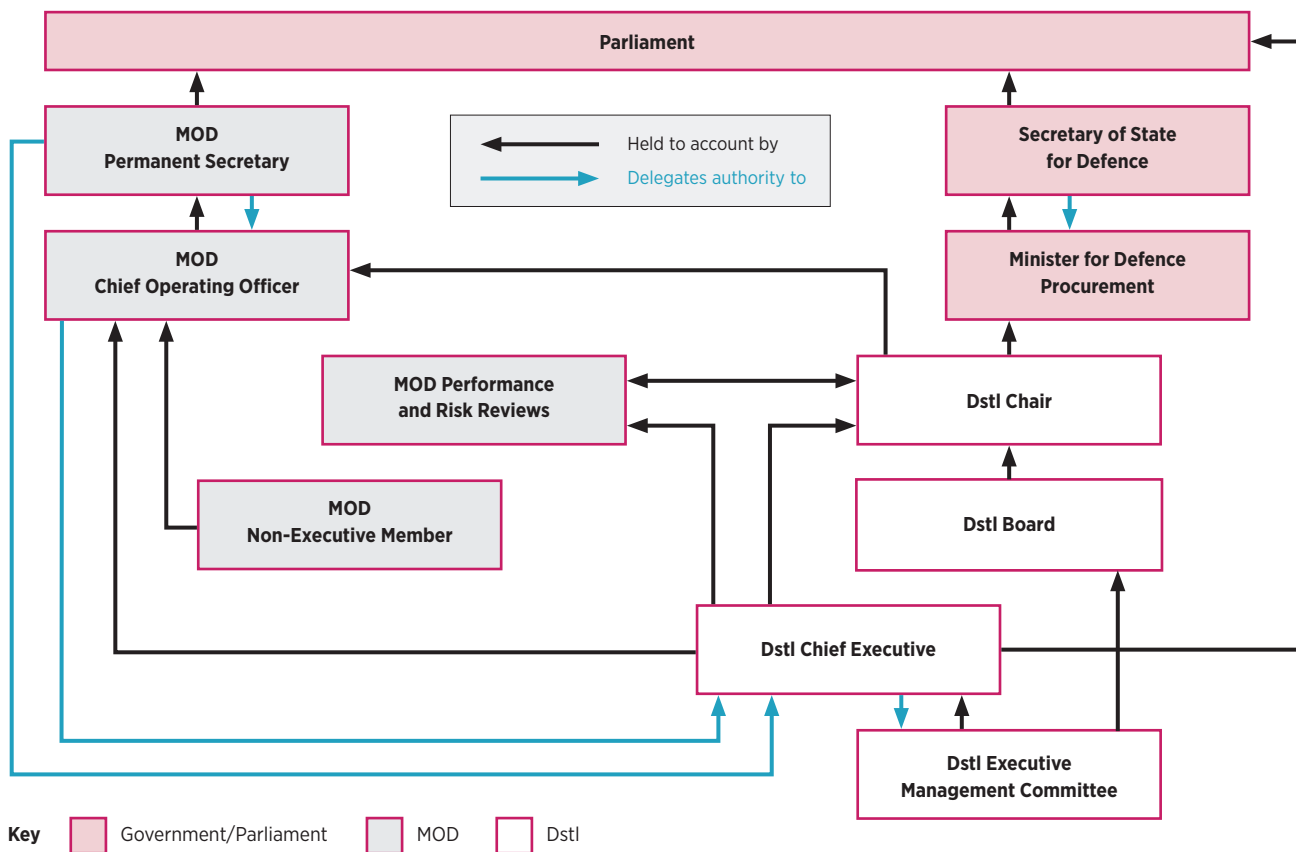 Parliament
MOD
Permanent Secretary
Held to account by
Delegates authority to
Secretary of State
for Defence
MOD
Chief Operating Officer
Minister for Defence
Procurement
MOD Performance
and Risk Reviews
Dstl Chair
MOD
Non-Executive Member
Dstl Board
Dstl Chief Executive
Dstl Executive
Management Committee
Key
Government/Parliament
MOD
Dstl